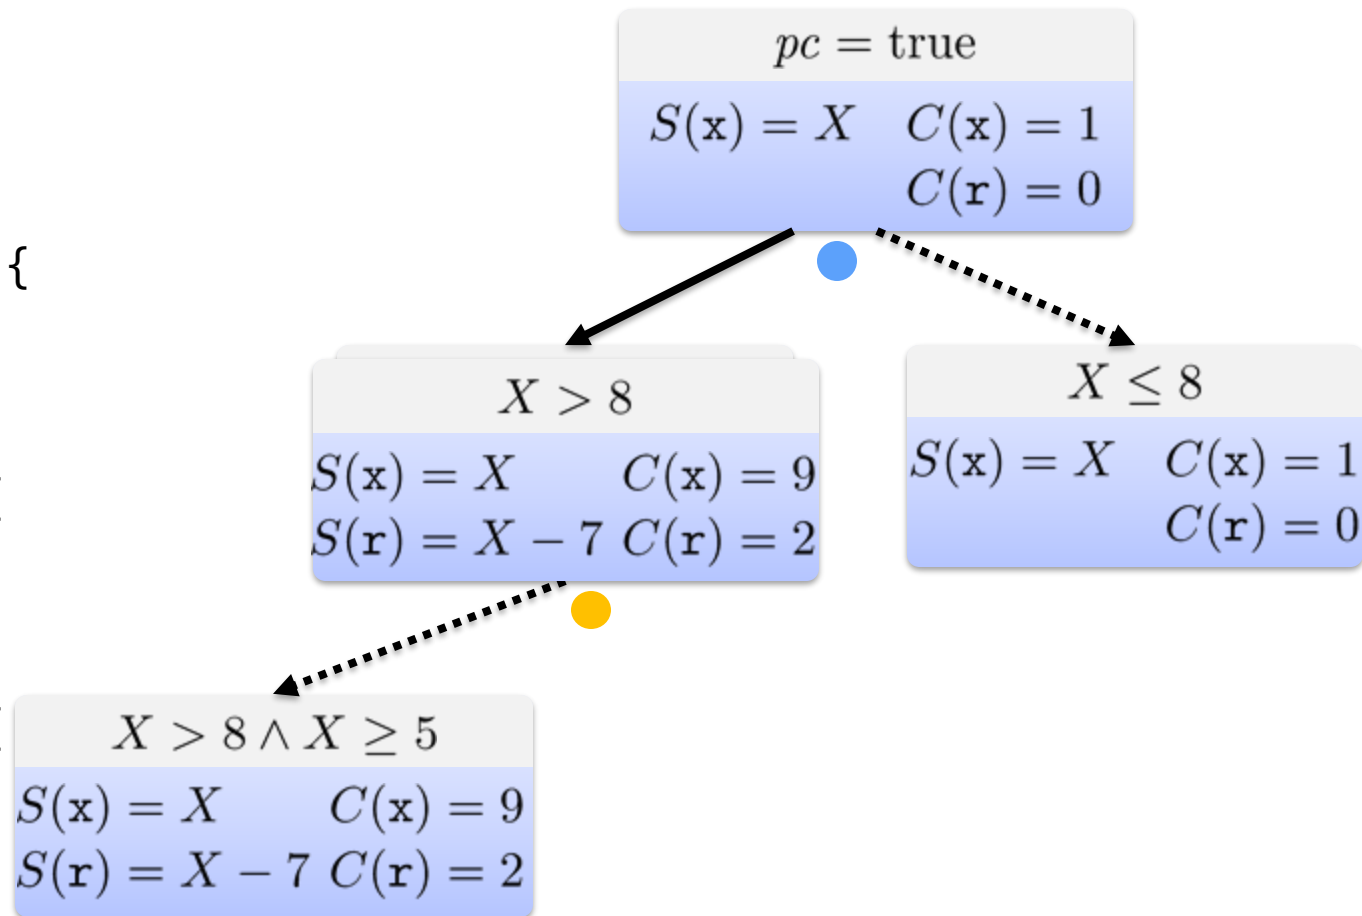 pc = true
S(x) = X C(x) = 1
C(r) = 0
{
X > 8
S(x) = X C(x) = 9
S(r) = X − 7 C(r) = 2
X ≤ 8
S(x) = X C(x) = 1
C(r) = 0
X > 8 ∧ X ≥ 5
S(x) = X C(x) = 9
S(r) = X − 7 C(r) = 2